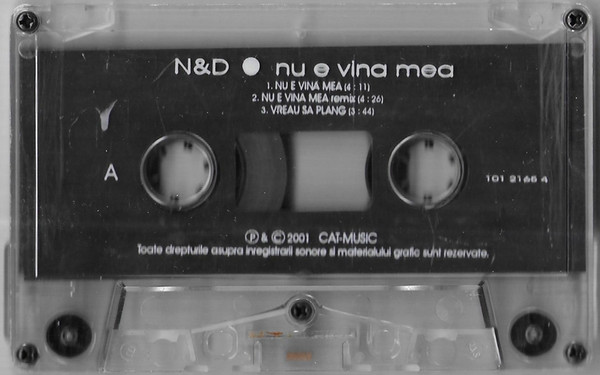 N&D ● nu e vina mea
1. NU E VINA MEA (4 : 11)
2. NU E VINA MEA remix (4 : 26)
3. VREAU SA PLANG (3 : 44)
A
101 2165 4
Ⓟ & © 2001 CAT-MUSIC
Toate drepturile asupra inregistrarii sonore si materialului grafic sunt rezervate.